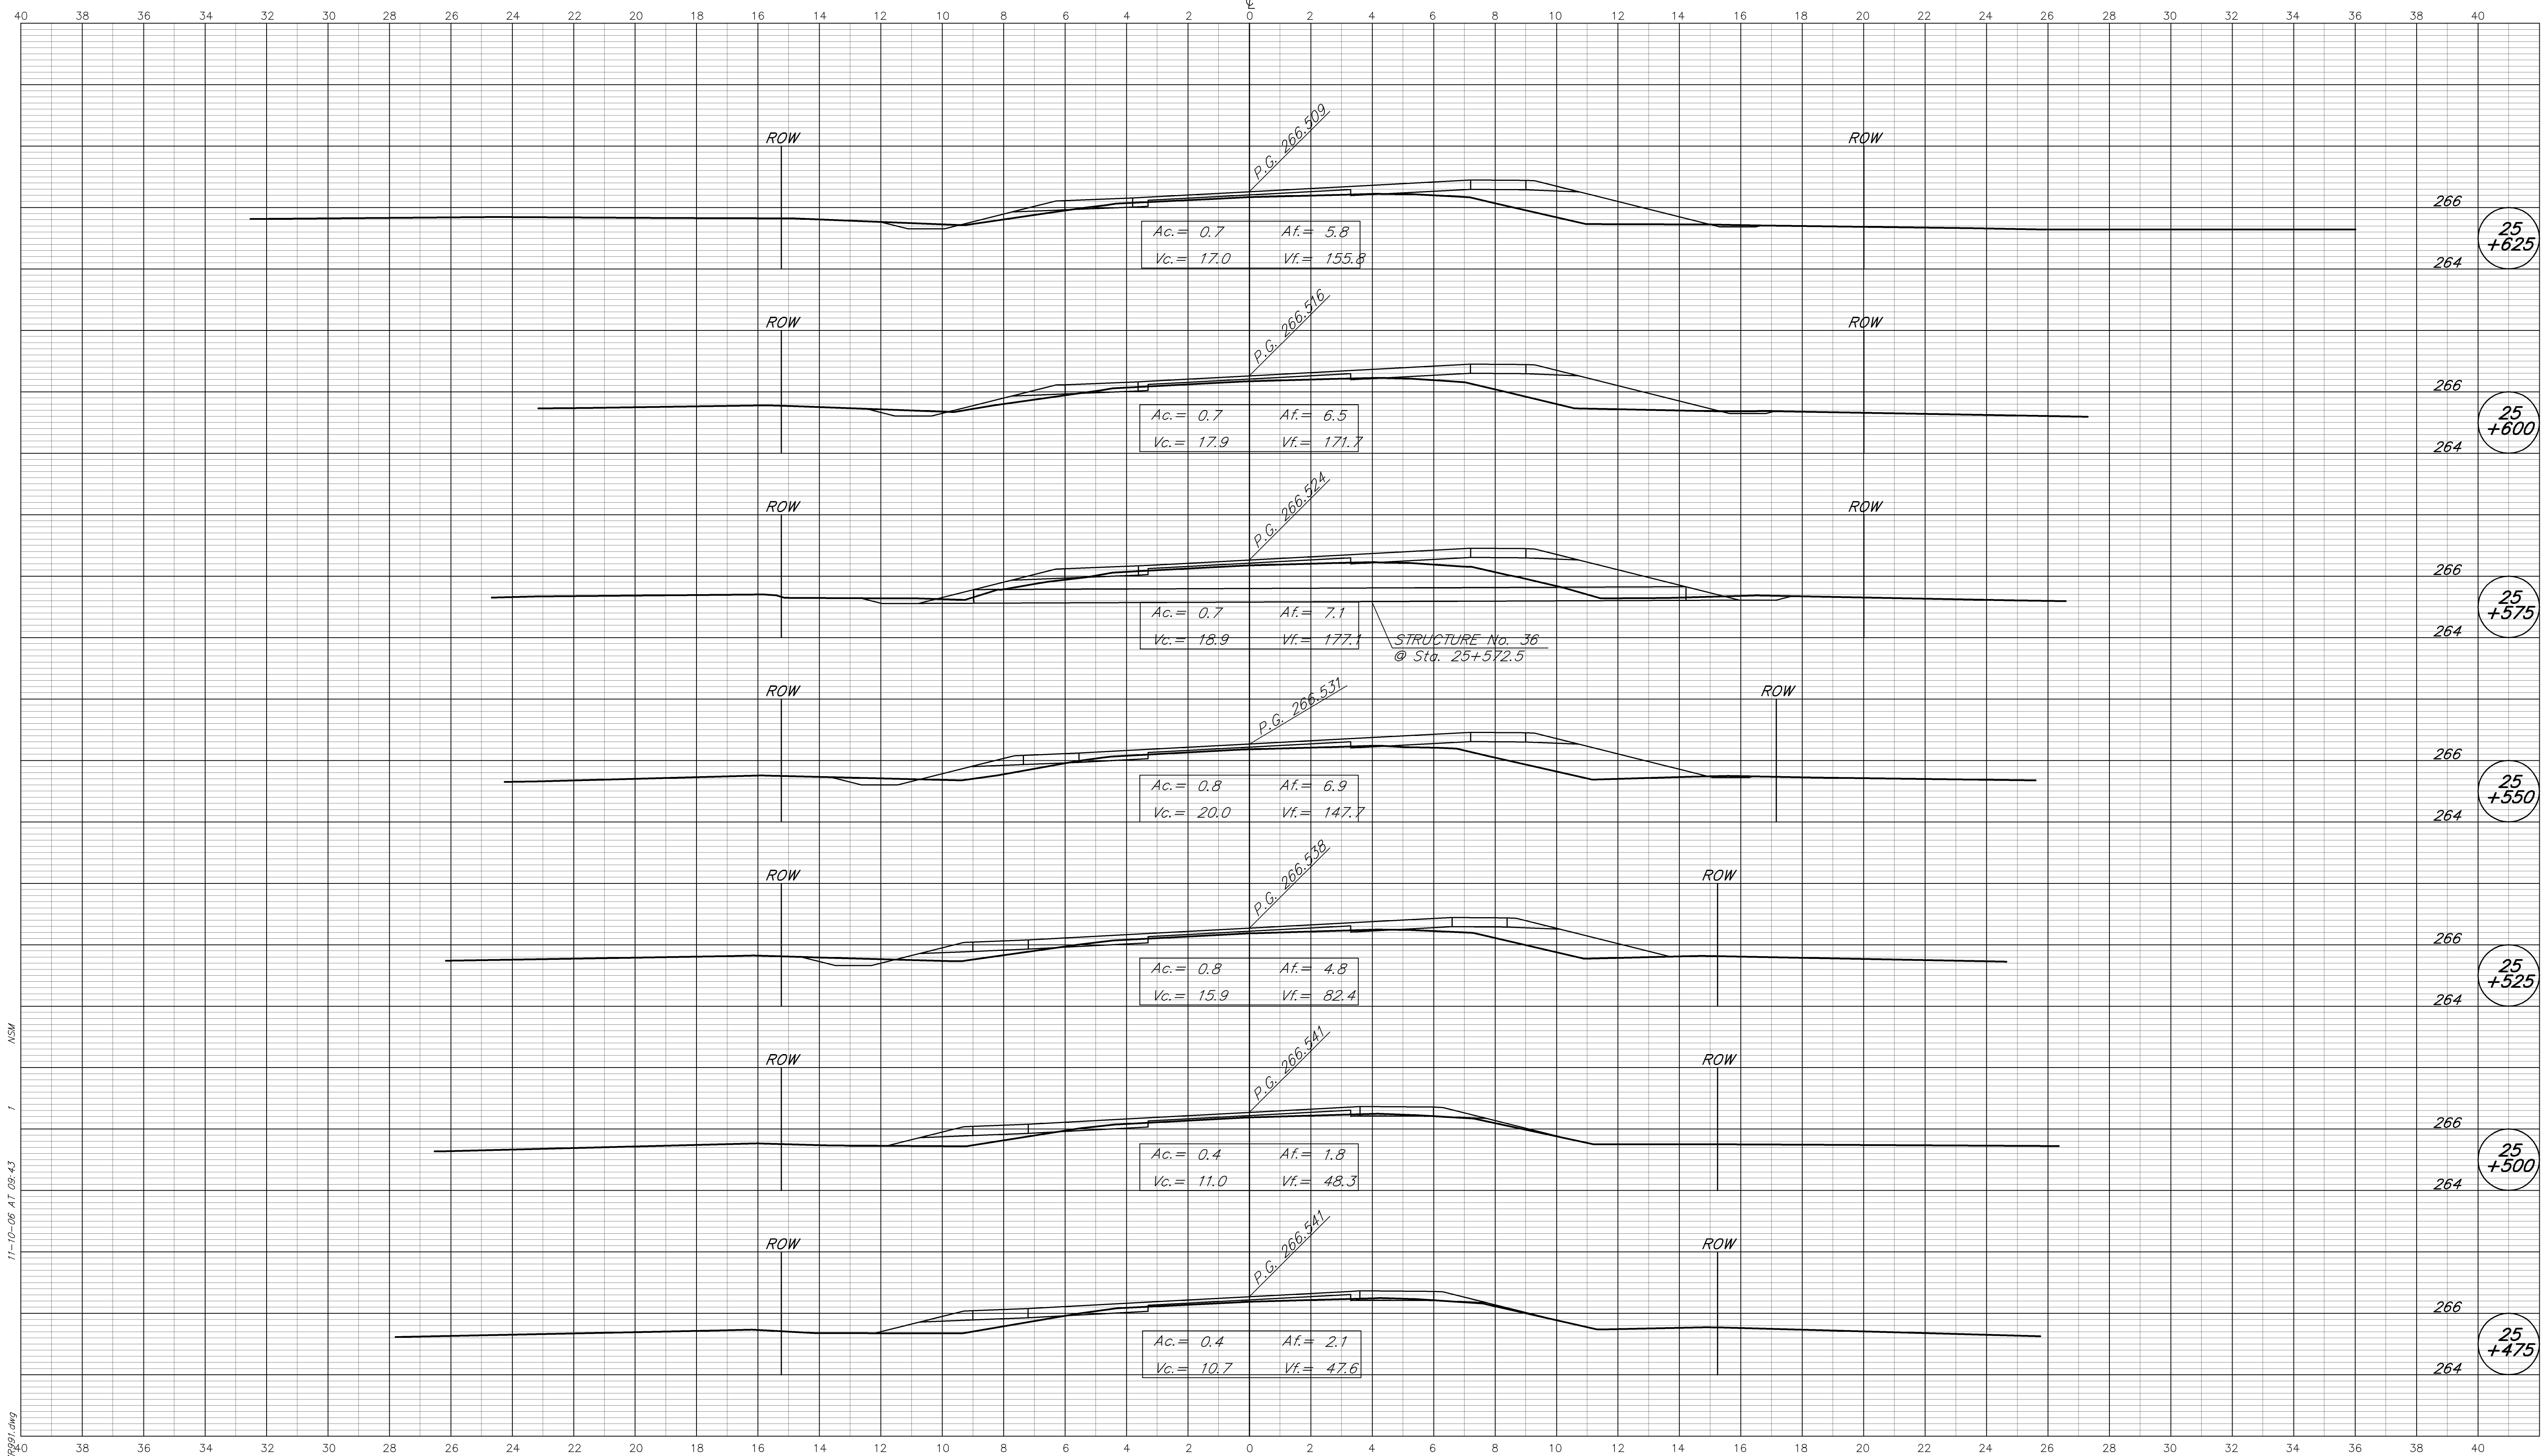 40 38 36 34 32 30 28 26 24 22 20 18 16 14 12 10 8 6 4 2 0 2 4 6 8 10 12 14 16 18 20 22 24 26 28 30 32 34 36 38 40
P.G. 266.509
ROW
ROW
266
Ac.= 0.7 Af.= 5.8
Vc.= 17.0 Vf.= 155.8
25
+625
264
P.G. 266.516
ROW
ROW
266
Ac.= 0.7 Af.= 6.5
Vc.= 17.9 Vf.= 171.7
25
+600
264
P.G. 266.524
ROW
ROW
266
Ac.= 0.7 Af.= 7.1
Vc.= 18.9 Vf.= 177.1
STRUCTURE No. 36
@ Sta. 25+572.5
25
+575
264
P.G. 266.531
ROW
ROW
266
Ac.= 0.8 Af.= 6.9
Vc.= 20.0 Vf.= 147.7
25
+550
264
P.G. 266.538
ROW
ROW
266
Ac.= 0.8 Af.= 4.8
Vc.= 15.9 Vf.= 82.4
25
+525
264
P.G. 266.541
ROW
ROW
266
Ac.= 0.4 Af.= 1.8
Vc.= 11.0 Vf.= 48.3
25
+500
264
P.G. 266.541
ROW
ROW
266
Ac.= 0.4 Af.= 2.1
Vc.= 10.7 Vf.= 47.6
25
+475
264
40 38 36 34 32 30 28 26 24 22 20 18 16 14 12 10 8 6 4 2 0 2 4 6 8 10 12 14 16 18 20 22 24 26 28 30 32 34 36 38 40
11-10-06 AT 09:43 1 NSM